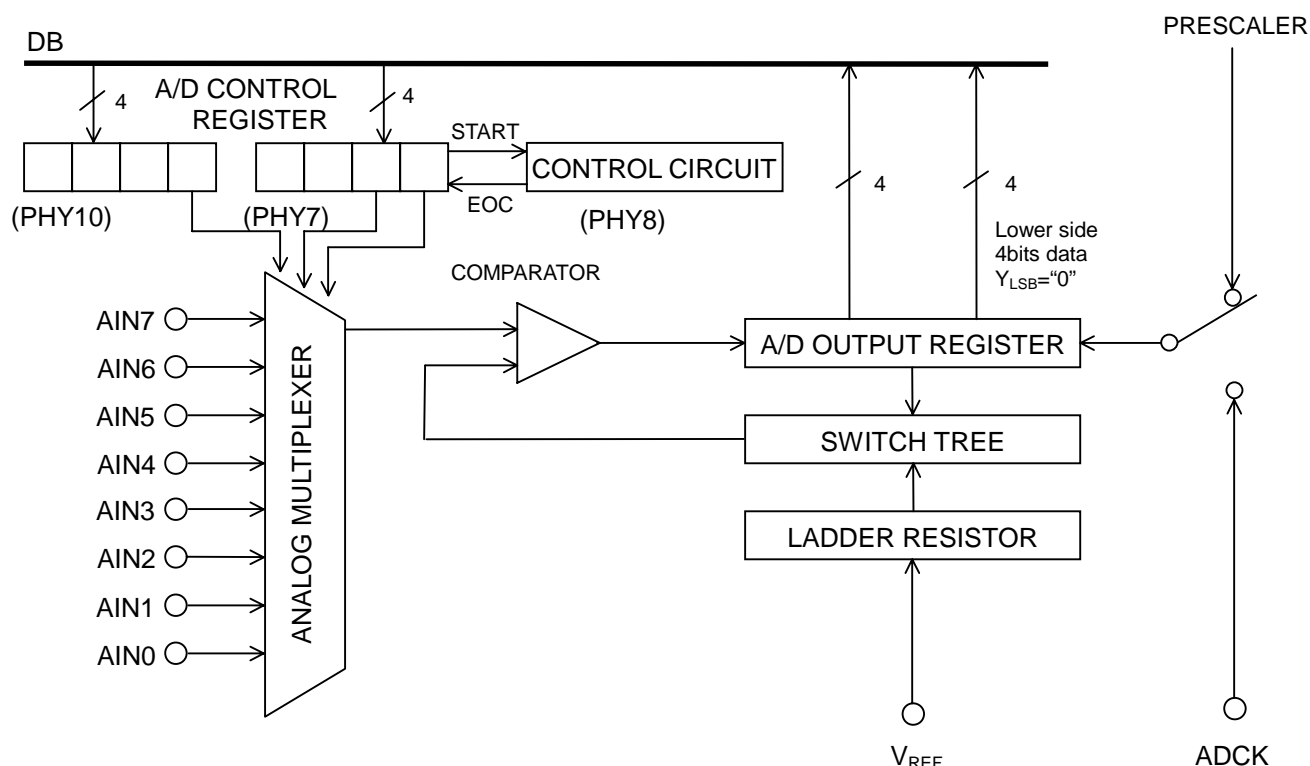 PRESCALER
DB
A/D CONTROL
REGISTER
4
4
START
CONTROL CIRCUIT
EOC
(PHY10)
(PHY7)
(PHY8)
4
4
Lower side
4bits data
YLSB=“0”
COMPARATOR
AIN7
AIN6
AIN5
AIN4
AIN3
AIN2
AIN1
AIN0
ANALOG MULTIPLEXER
A/D OUTPUT REGISTER
SWITCH TREE
LADDER RESISTOR
VREF
ADCK